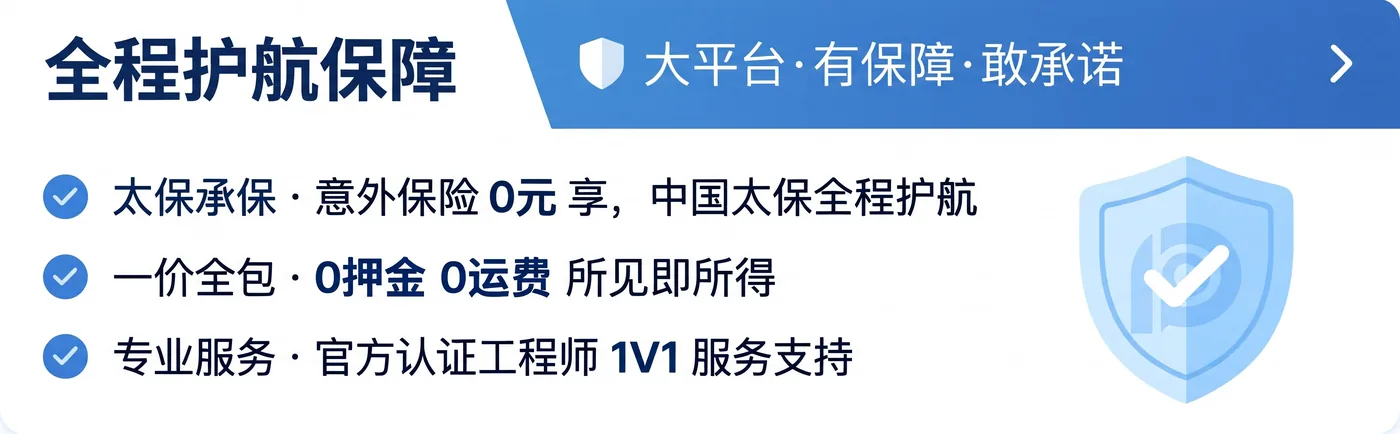 全程护航保障
大平台·有保障·敢承诺
太保承保 · 意外保险 0元 享，中国太保全程护航
一价全包 · 0押金 0运费 所见即所得
专业服务 · 官方认证工程师 1V1 服务支持